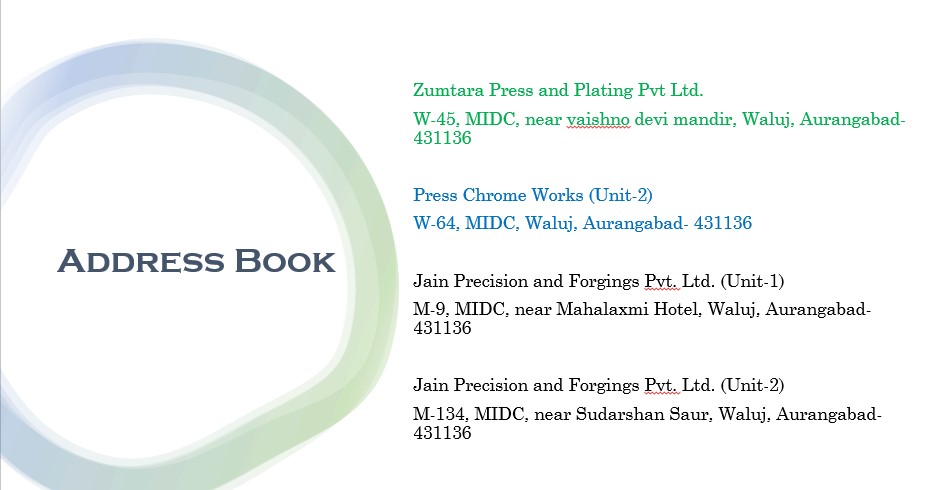 Address Book
Zumtara Press and Plating Pvt Ltd.
W-45, MIDC, near vaishno devi mandir, Waluj, Aurangabad-
431136
Press Chrome Works (Unit-2)
W-64, MIDC, Waluj, Aurangabad- 431136
Jain Precision and Forgings Pvt. Ltd. (Unit-1)
M-9, MIDC, near Mahalaxmi Hotel, Waluj, Aurangabad-
431136
Jain Precision and Forgings Pvt. Ltd. (Unit-2)
M-134, MIDC, near Sudarshan Saur, Waluj, Aurangabad-
431136